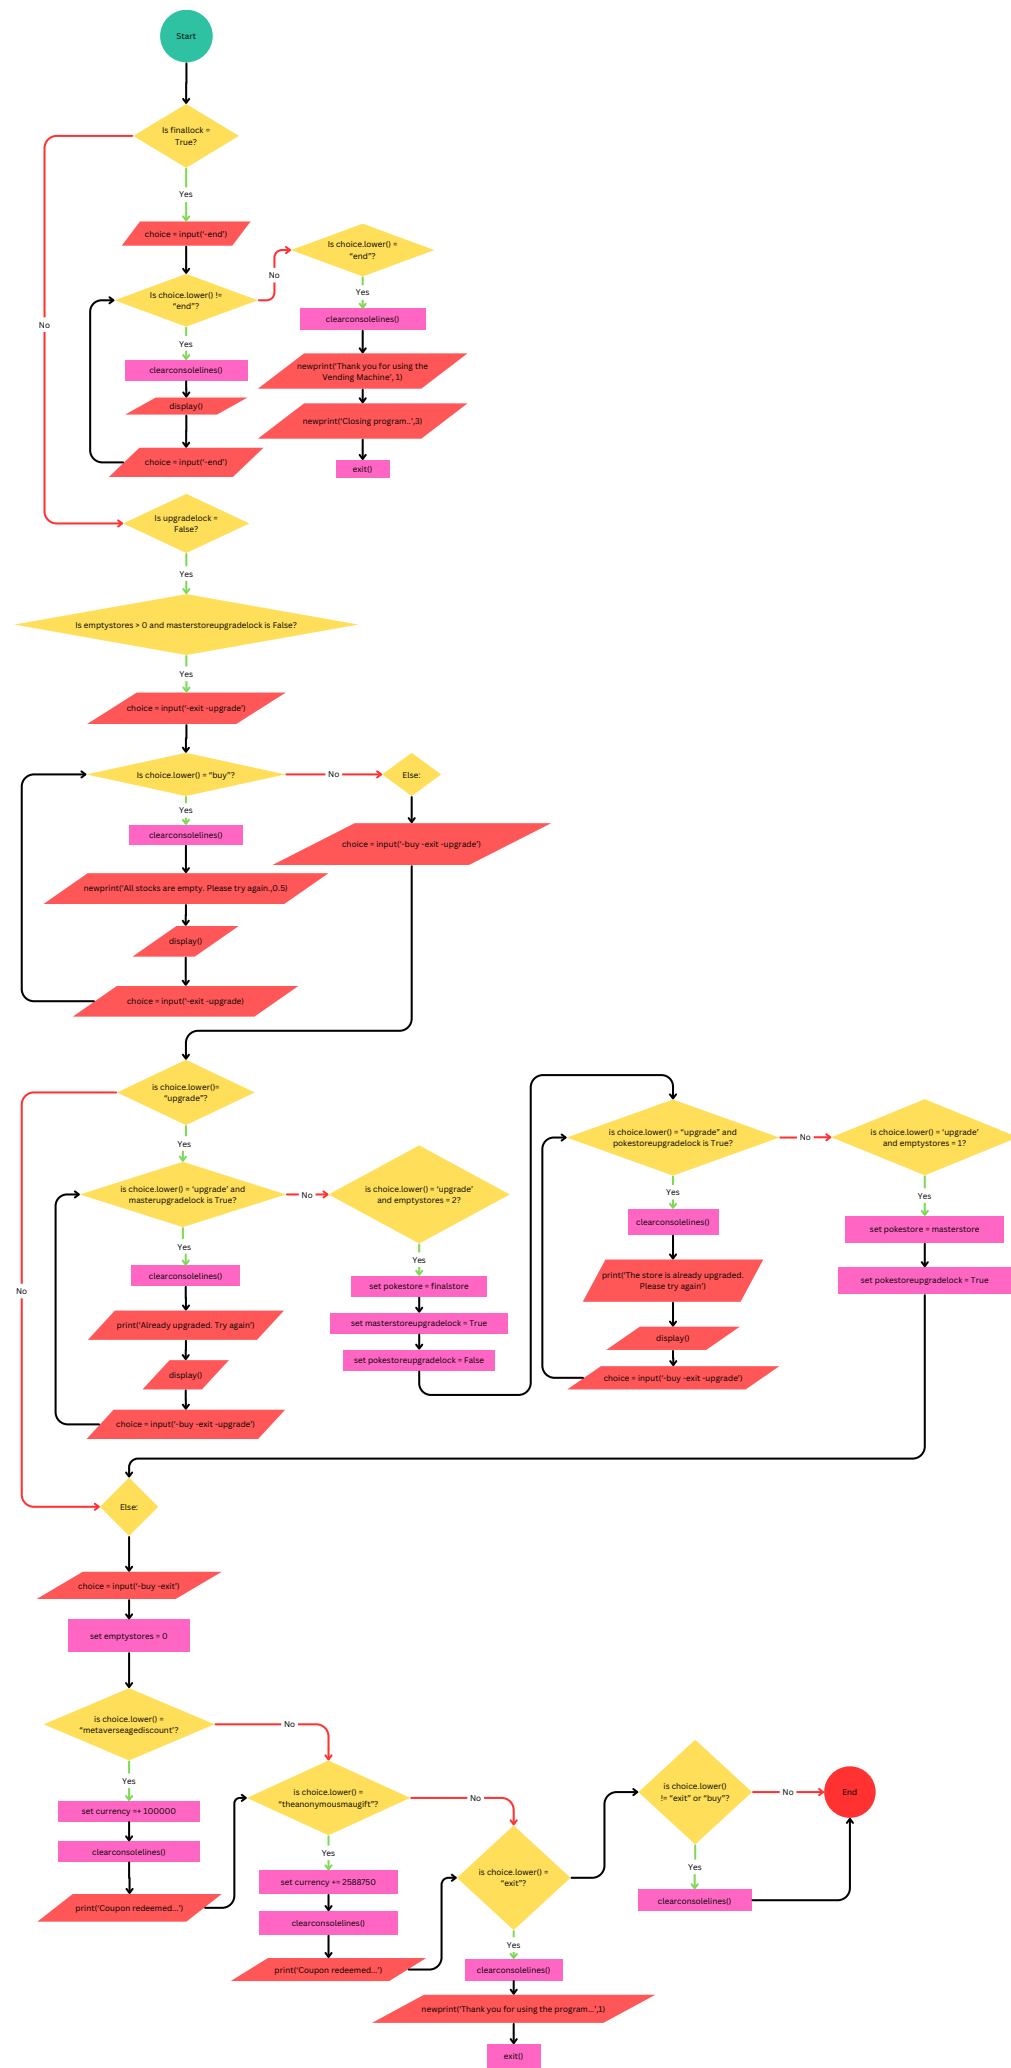 Start
Is finallock =
True?
Yes
No
choice = input('-end')
Is choice.lower() !=
"end"?
No
Is choice.lower() =
"end"?
Yes
clearconsolelines()
newprint('Thank you for using the
Vending Machine', 1)
newprint('Closing program..',3)
exit()
Yes
clearconsolelines()
display()
choice = input('-end')
Is upgradelock =
False?
Yes
Is emptystores > 0 and masterstoreupgradelock is False?
Yes
choice = input('-exit -upgrade')
Is choice.lower() = "buy"?
No
Else:
Yes
clearconsolelines()
choice = input('-buy -exit -upgrade')
newprint('All stocks are empty. Please try again.,0.5)
display()
choice = input('-exit -upgrade)
is choice.lower()=
"upgrade"?
Yes
No
is choice.lower() = 'upgrade' and
masterupgradelock is True?
No
is choice.lower() = 'upgrade'
and emptystores = 2?
Yes
clearconsolelines()
print('Already upgraded. Try again')
display()
choice = input('-buy -exit -upgrade')
Yes
set pokestore = finalstore
set masterstoreupgradelock = True
set pokestoreupgradelock = False
is choice.lower() = "upgrade" and
pokestoreupgradelock is True?
No
is choice.lower() = 'upgrade'
and emptystores = 1?
Yes
clearconsolelines()
print('The store is already upgraded.
Please try again')
display()
choice = input('-buy -exit -upgrade')
Yes
set pokestore = masterstore
set pokestoreupgradelock = True
Else:
choice = input('-buy -exit')
set emptystores = 0
is choice.lower() =
"metaverseagediscount'?
No
Yes
set currency =+ 100000
clearconsolelines()
print('Coupon redeemed...')
is choice.lower() =
"theanonymousmaugift"?
No
Yes
set currency += 2588750
clearconsolelines()
print('Coupon redeemed...')
is choice.lower() =
"exit"?
Yes
clearconsolelines()
newprint('Thank you for using the program...',1)
exit()
is choice.lower()
!= "exit" or "buy"?
No
End
Yes
clearconsolelines()